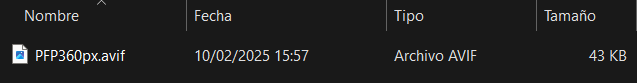 Nombre Fecha Tipo Tamaño
PFP360px.avif 10/02/2025 15:57 Archivo AVIF 43 KB